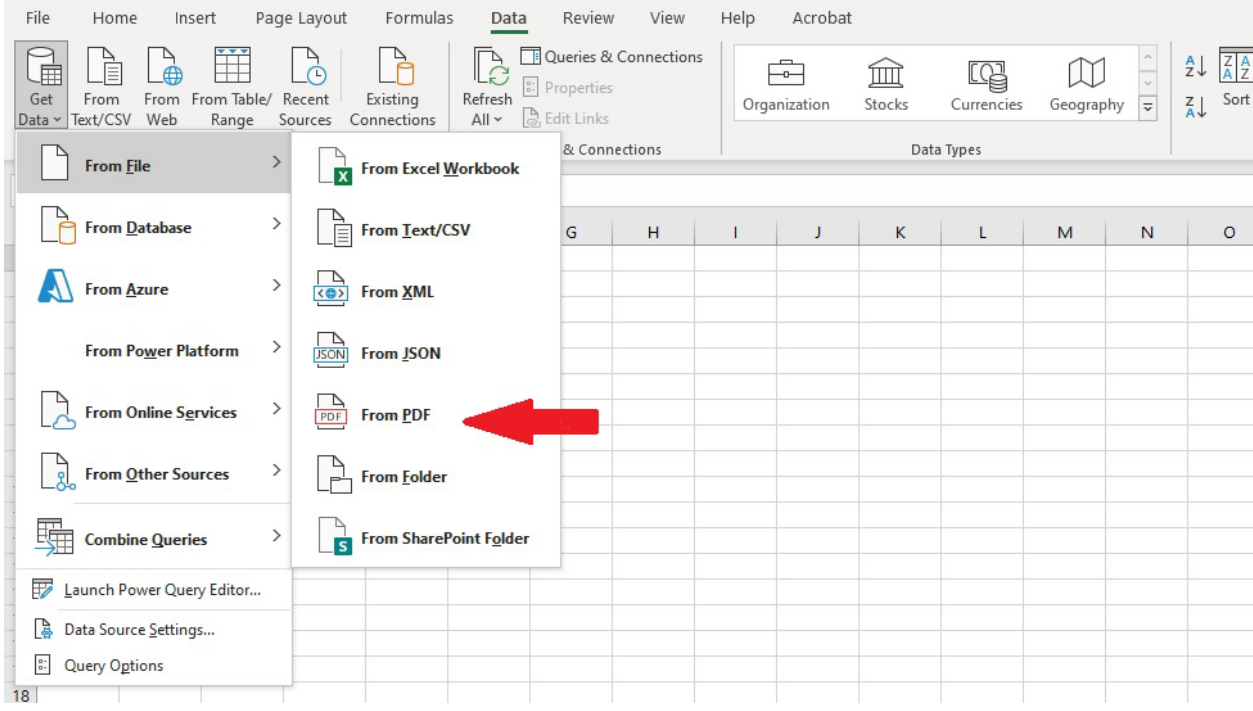 File Home Insert Page Layout Formulas Data Review View Help Acrobat
Get Data
From Text/CSV
From Web
From Table/ Range
Recent Sources
Existing Connections
Refresh All
Queries & Connections
Properties
Edit Links
& Connections
Organization
Stocks
Currencies
Geography
Data Types
A Z
Z A
Z A
A Z
Sort
From File
From Database
From Azure
From Power Platform
From Online Services
From Other Sources
Combine Queries
Launch Power Query Editor...
Data Source Settings...
Query Options
X From Excel Workbook
From Text/CSV
From XML
JSON From JSON
PDF From PDF
From Folder
S From SharePoint Folder
G H I J K L M N O
18